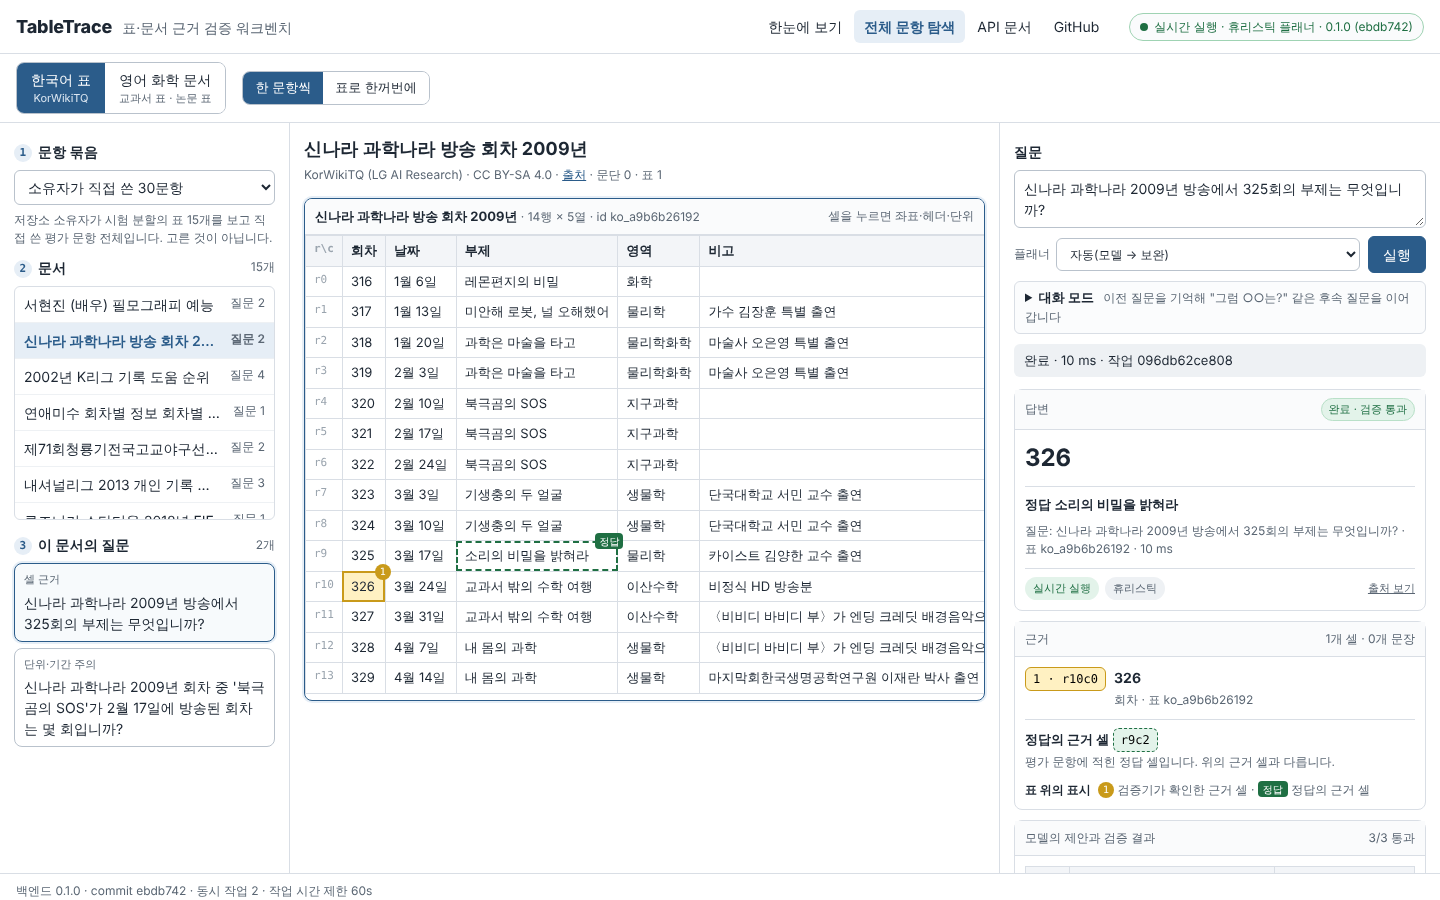 TableTrace 표·문서 근거 검증 워크벤치
한눈에 보기 전체 문항 탐색 API 문서 GitHub 실시간 실행 · 휴리스틱 플래너 · 0.1.0 (ebdb742)
한국어 표
KorWikiTQ
영어 화학 문서
교과서 표 · 논문 표
한 문항씩 표로 한꺼번에
1 문항 묶음
소유자가 직접 쓴 30문항
저장소 소유자가 시험 분할의 표 15개를 보고 직
접 쓴 평가 문항 전체입니다. 고른 것이 아닙니다.
2 문서 15개
서현진 (배우) 필모그래피 예능 질문 2
신나라 과학나라 방송 회차 2... 질문 2
2002년 K리그 기록 도움 순위 질문 4
연애미수 회차별 정보 회차별 ... 질문 1
제71회청룡기전국고교야구선... 질문 2
내셔널리그 2013 개인 기록 ... 질문 3
3 이 문서의 질문 2개
셀 근거
신나라 과학나라 2009년 방송에서
325회의 부제는 무엇입니까?
단위·기간 주의
신나라 과학나라 2009년 회차 중 '북극
곰의 SOS'가 2월 17일에 방송된 회차
는 몇 회입니까?
신나라 과학나라 방송 회차 2009년
KorWikiTQ (LG AI Research) · CC BY-SA 4.0 · 출처 · 문단 0 · 표 1
신나라 과학나라 방송 회차 2009년 · 14행 × 5열 · id ko_a9b6b26192 셀을 누르면 좌표·헤더·단위
r\c 회차 날짜 부제 영역 비고
r0 316 1월 6일 레몬편지의 비밀 화학
r1 317 1월 13일 미안해 로봇, 널 오해했어 물리학 가수 김장훈 특별 출연
r2 318 1월 20일 과학은 마술을 타고 물리학화학 마술사 오은영 특별 출연
r3 319 2월 3일 과학은 마술을 타고 물리학화학 마술사 오은영 특별 출연
r4 320 2월 10일 북극곰의 SOS 지구과학
r5 321 2월 17일 북극곰의 SOS 지구과학
r6 322 2월 24일 북극곰의 SOS 지구과학
r7 323 3월 3일 기생충의 두 얼굴 생물학 단국대학교 서민 교수 출연
r8 324 3월 10일 기생충의 두 얼굴 생물학 단국대학교 서민 교수 출연
r9 325 3월 17일 소리의 비밀을 밝혀라 정답 물리학 카이스트 김양한 교수 출연
r10 326 1 3월 24일 교과서 밖의 수학 여행 이산수학 비정식 HD 방송분
r11 327 3월 31일 교과서 밖의 수학 여행 이산수학 〈비비디 바비디 부〉가 엔딩 크레딧 배경음악으
r12 328 4월 7일 내 몸의 과학 생물학 〈비비디 바비디 부〉가 엔딩 크레딧 배경음악으
r13 329 4월 14일 내 몸의 과학 생물학 마지막회한국생명공학연구원 이재란 박사 출연
질문
신나라 과학나라 2009년 방송에서 325회의 부제는 무엇입니
까?
플래너 자동(모델 → 보완) 실행
▶ 대화 모드 이전 질문을 기억해 "그럼 ○○는?" 같은 후속 질문을 이어
갑니다
완료 · 10 ms · 작업 096db62ce808
답변 완료 · 검증 통과
326
정답 소리의 비밀을 밝혀라
질문: 신나라 과학나라 2009년 방송에서 325회의 부제는 무엇입니까? ·
표 ko_a9b6b26192 · 10 ms
실시간 실행 휴리스틱 출처 보기
근거 1개 셀 · 0개 문장
1 · r10c0 326
회차 · 표 ko_a9b6b26192
정답의 근거 셀 r9c2
평가 문항에 적힌 정답 셀입니다. 위의 근거 셀과 다릅니다.
표 위의 표시 1 검증기가 확인한 근거 셀 · 정답 정답의 근거 셀
모델의 제안과 검증 결과 3/3 통과
백엔드 0.1.0 · commit ebdb742 · 동시 작업 2 · 작업 시간 제한 60s